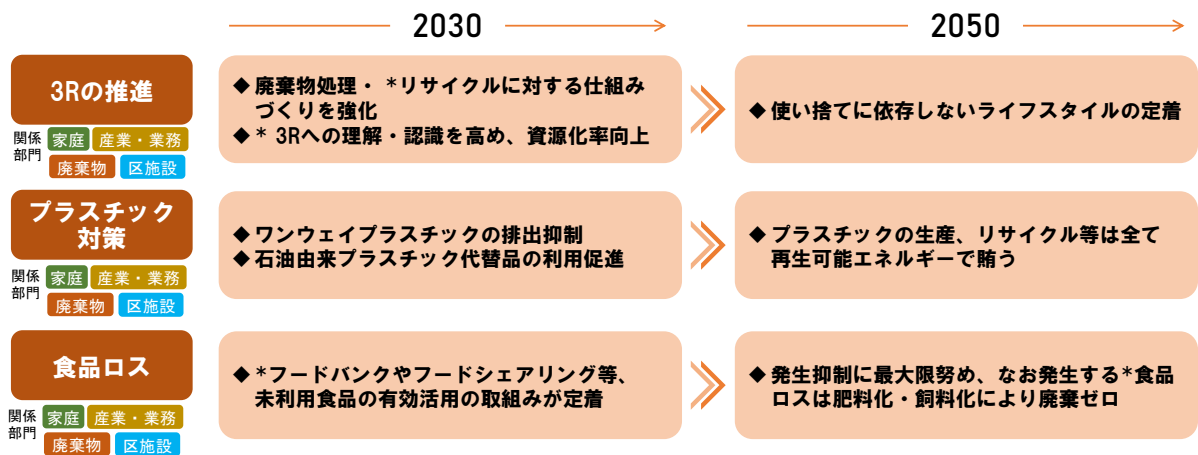 2030
2050
3Rの推進
関係
部門
家庭
産業・業務
廃棄物
区施設
◆ 廃棄物処理・ *リサイクルに対する仕組み
づくりを強化
◆ * 3Rへの理解・認識を高め、資源化率向上
◆ 使い捨てに依存しないライフスタイルの定着
プラスチック
対策
関係
部門
家庭
産業・業務
廃棄物
区施設
◆ ワンウェイプラスチックの排出抑制
◆ 石油由来プラスチック代替品の利用促進
◆ プラスチックの生産、リサイクル等は全て
再生可能エネルギーで賄う
食品ロス
関係
部門
家庭
産業・業務
廃棄物
区施設
◆ *フードバンクやフードシェアリング等、
未利用食品の有効活用の取組みが定着
◆ 発生抑制に最大限努め、なお発生する*食品
ロスは肥料化・飼料化により廃棄ゼロ